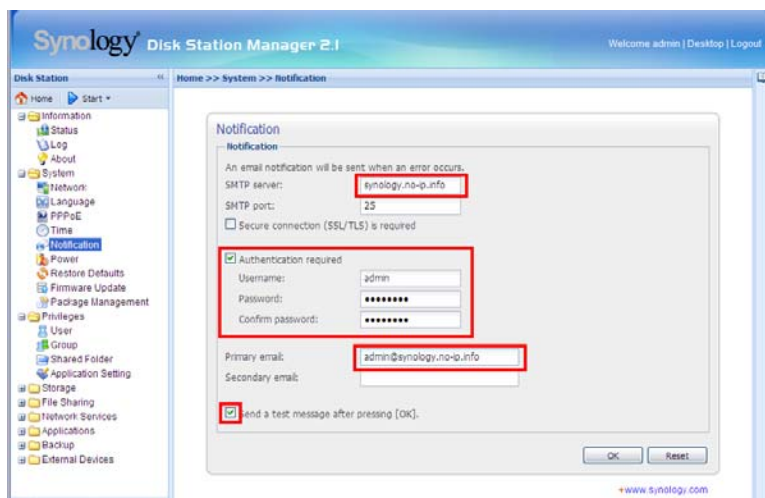 Synology Disk Station Manager 2.1
Welcome admin | Desktop | Logout
Disk Station
Home >> System >> Notification
Home Start
Information
Status
Log
About
System
Network
Language
PPPoE
Time
Notification
Power
Restore Defaults
Firmware Update
Package Management
Privileges
User
Group
Shared Folder
Application Setting
Storage
File Sharing
Network Services
Applications
Backup
External Devices
Notification
Notification
An email notification will be sent when an error occurs.
SMTP server: synology.no-ip.info
SMTP port: 25
Secure connection (SSL/TLS) is required
Authentication required
Username: admin
Password: ••••••••
Confirm password: ••••••••
Primary email: admin@synology.no-ip.info
Secondary email:
Send a test message after pressing [OK].
OK Reset
www.synology.com